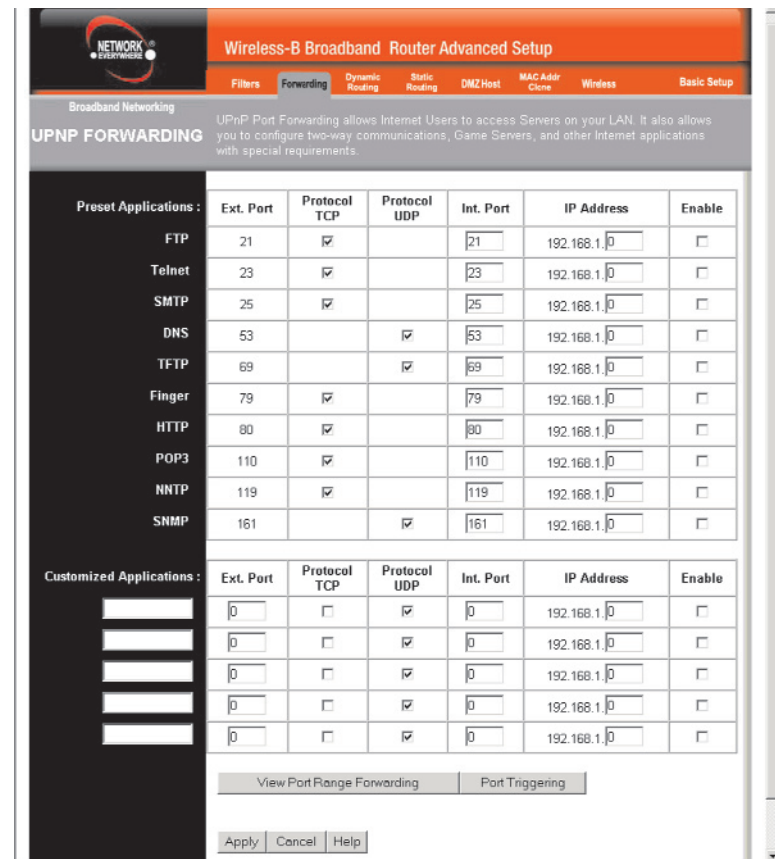 NETWORK
EVERYWHERE
Wireless-B Broadband Router Advanced Setup
Filters Forwarding Dynamic Routing Static Routing DMZ Host MAC Addr Clone Wireless Basic Setup
Broadband Networking
UPNP FORWARDING
UPnP Port Forwarding allows Internet Users to access Servers on your LAN. It also allows
you to configure two-way communications, Game Servers, and other Internet applications
with special requirements.
Preset Applications : Ext. Port Protocol TCP Protocol UDP Int. Port IP Address Enable
FTP 21 21 192.168.1.0
Telnet 23 23 192.168.1.0
SMTP 25 25 192.168.1.0
DNS 53 53 192.168.1.0
TFTP 69 69 192.168.1.0
Finger 79 79 192.168.1.0
HTTP 80 80 192.168.1.0
POP3 110 110 192.168.1.0
NNTP 119 119 192.168.1.0
SNMP 161 161 192.168.1.0
Customized Applications : Ext. Port Protocol TCP Protocol UDP Int. Port IP Address Enable
0 0 192.168.1.0
0 0 192.168.1.0
0 0 192.168.1.0
0 0 192.168.1.0
0 0 192.168.1.0
View Port Range Forwarding Port Triggering
Apply Cancel Help